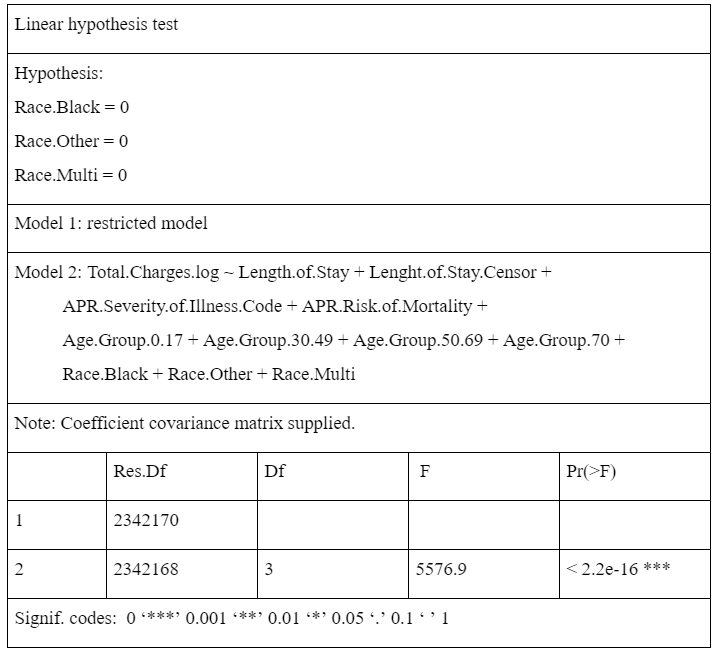 Linear hypothesis test
Hypothesis:
Race.Black = 0
Race.Other = 0
Race.Multi = 0
Model 1: restricted model
Model 2: Total.Charges.log ~ Length.of.Stay + Lenght.of.Stay.Censor +
APR.Severity.of.Illness.Code + APR.Risk.of.Mortality +
Age.Group.0.17 + Age.Group.30.49 + Age.Group.50.69 + Age.Group.70 +
Race.Black + Race.Other + Race.Multi
Note: Coefficient covariance matrix supplied.
Res.Df Df F Pr(>F)
1 2342170
2 2342168 3 5576.9 < 2.2e-16 ***
Signif. codes:  0 ‘***’ 0.001 ‘**’ 0.01 ‘*’ 0.05 ‘.’ 0.1 ‘ ’ 1